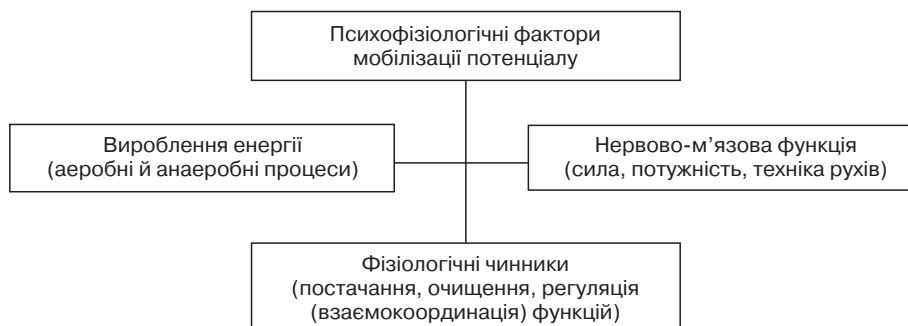 Психофізіологічні фактори
мобілізації потенціалу
Вироблення енергії
(аеробні й анаеробні процеси)
Нервово-м’язова функція
(сила, потужність, техніка рухів)
Фізіологічні чинники
(постачання, очищення, регуляція
(взаємокоординація) функцій)